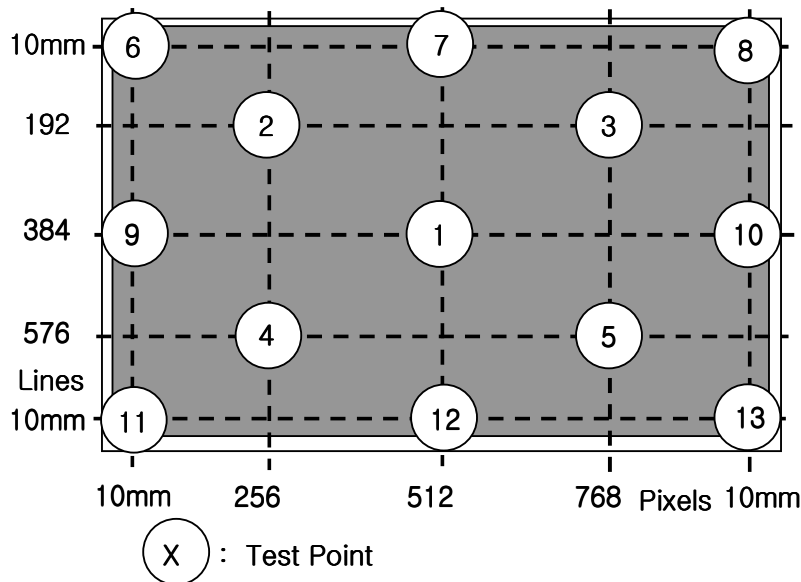 10mm 6 7 8
192 2 3
384 9 1 10
576 4 5
Lines
10mm 11 12 13
10mm 256 512 768 Pixels 10mm
X : Test Point